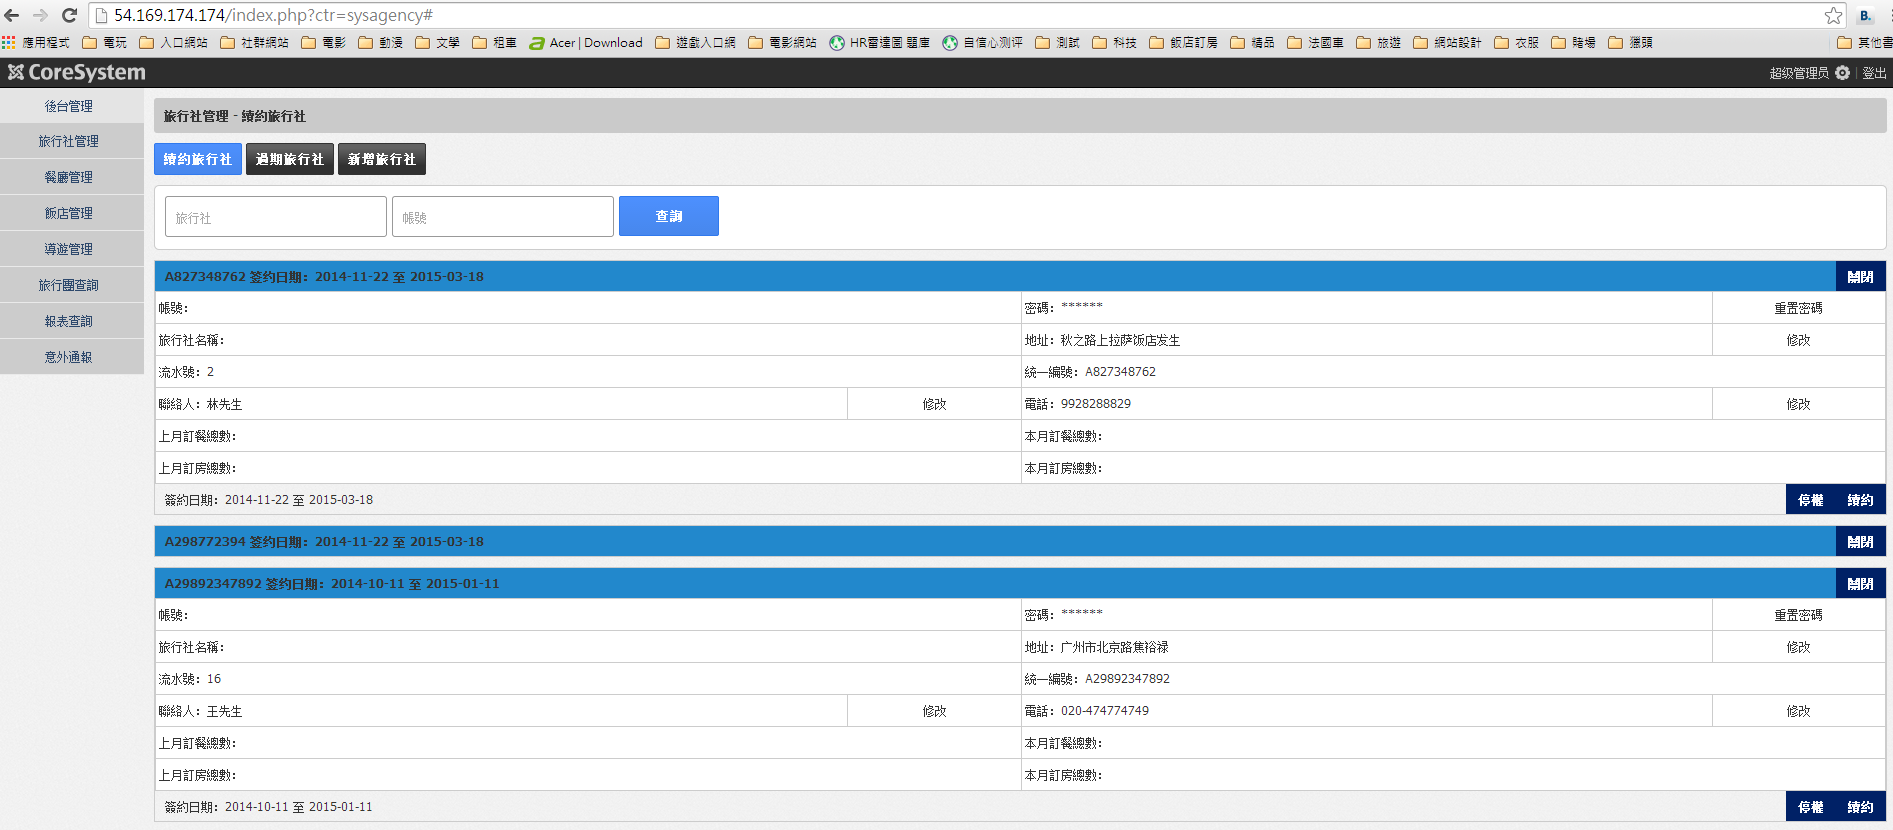 54.169.174.174/index.php?ctr=sysagency#
應用程式 電玩 入口網站 社群網站 電影 動漫 文學 租車 Acer | Download 遊戲入口網 電影網站 HR雷達圖 題庫 自信心测评 測試 科技 飯店訂房 精品 法國車 旅遊 網站設計 衣服 賭場 獵頭 其他書
CoreSystem 超级管理员 | 登出
後台管理
旅行社管理
餐廳管理
飯店管理
導遊管理
旅行團查詢
報表查詢
意外通報
旅行社管理 - 續約旅行社
續約旅行社 過期旅行社 新增旅行社
旅行社 帳號 查詢
A827348762 签约日期：2014-11-22 至 2015-03-18 關閉
帳號： 密碼：****** 重置密碼
旅行社名稱： 地址：秋之路上拉萨饭店发生 修改
流水號：2 統一編號：A827348762
聯絡人：林先生 修改 電話：9928288829 修改
上月訂餐總數： 本月訂餐總數：
上月訂房總數： 本月訂房總數：
簽約日期：2014-11-22 至 2015-03-18 停權 續約
A298772394 签约日期：2014-11-22 至 2015-03-18 關閉
A29892347892 签约日期：2014-10-11 至 2015-01-11 關閉
帳號： 密碼：****** 重置密碼
旅行社名稱： 地址：广州市北京路焦裕禄 修改
流水號：16 統一編號：A29892347892
聯絡人：王先生 修改 電話：020-474774749 修改
上月訂餐總數： 本月訂餐總數：
上月訂房總數： 本月訂房總數：
簽約日期：2014-10-11 至 2015-01-11 停權 續約